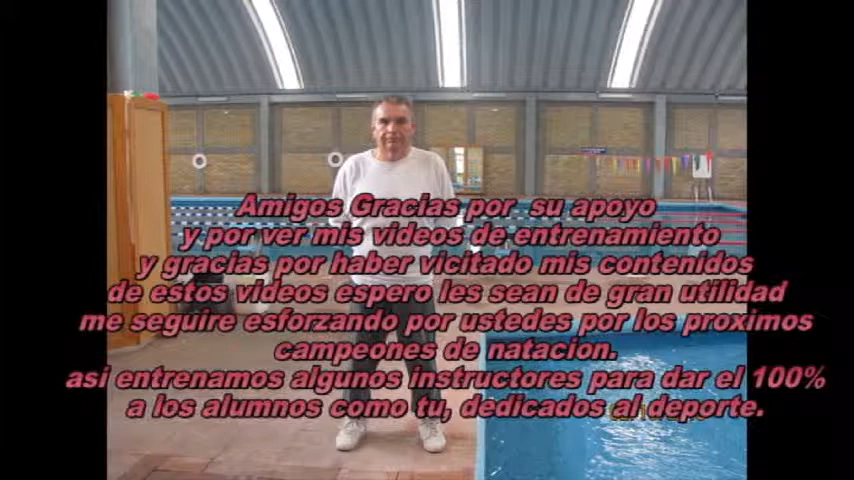 Amigos Gracias por su apoyo
y por ver mis videos de entrenamiento
y gracias por haber vicitado mis contenidos
de estos videos espero les sean de gran utilidad
me seguire esforzando por ustedes por los proximos
campeones de natacion.
asi entrenamos algunos instructores para dar el 100%
a los alumnos como tu, dedicados al deporte.